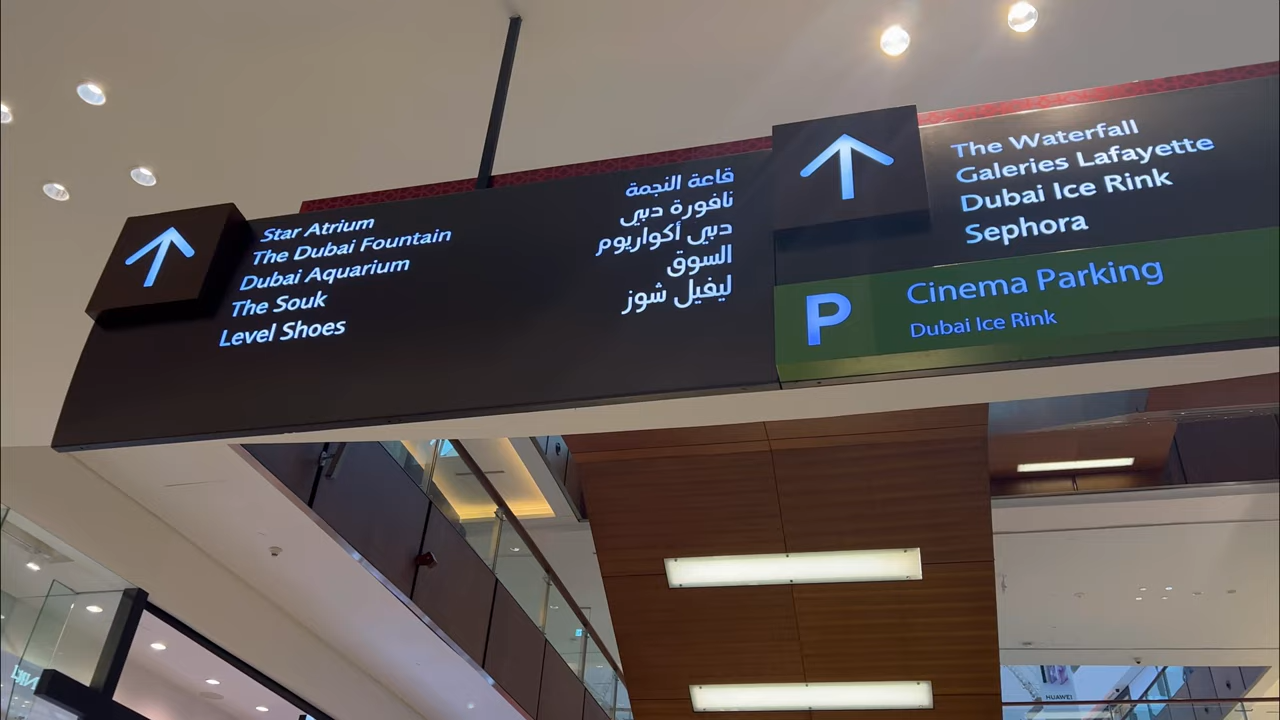 Star Atrium
The Dubai Fountain
Dubai Aquarium
The Souk
Level Shoes
قاعة النجمة
نافورة دبي
دبي أكواريوم
السوق
ليفيل شوز
The Waterfall
Galeries Lafayette
Dubai Ice Rink
Sephora
P
Cinema Parking
Dubai Ice Rink
HUAWEI